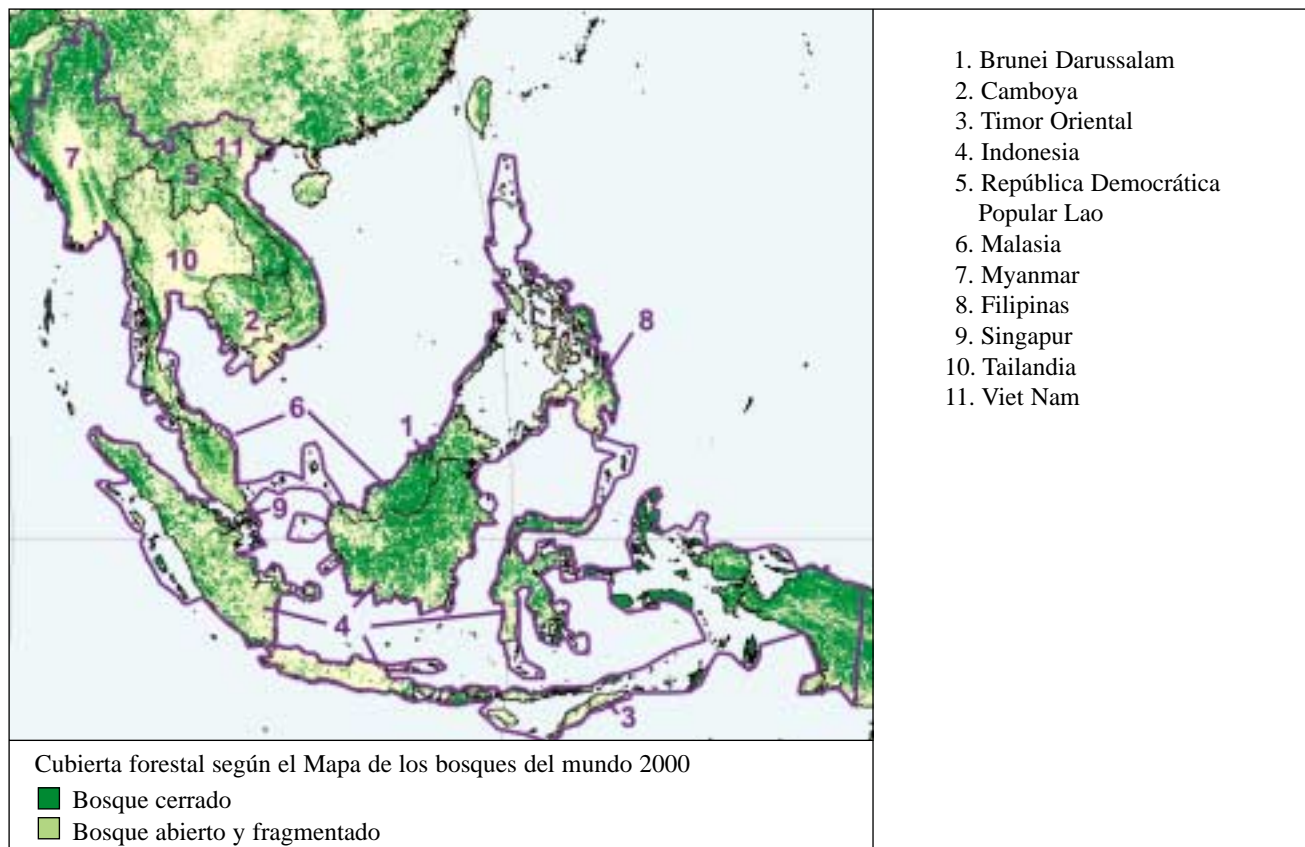 7
11
5
10
2
8
6
1
9
4
3
1. Brunei Darussalam
2. Camboya
3. Timor Oriental
4. Indonesia
5. República Democrática
Popular Lao
6. Malasia
7. Myanmar
8. Filipinas
9. Singapur
10. Tailandia
11. Viet Nam
Cubierta forestal según el Mapa de los bosques del mundo 2000
Bosque cerrado
Bosque abierto y fragmentado